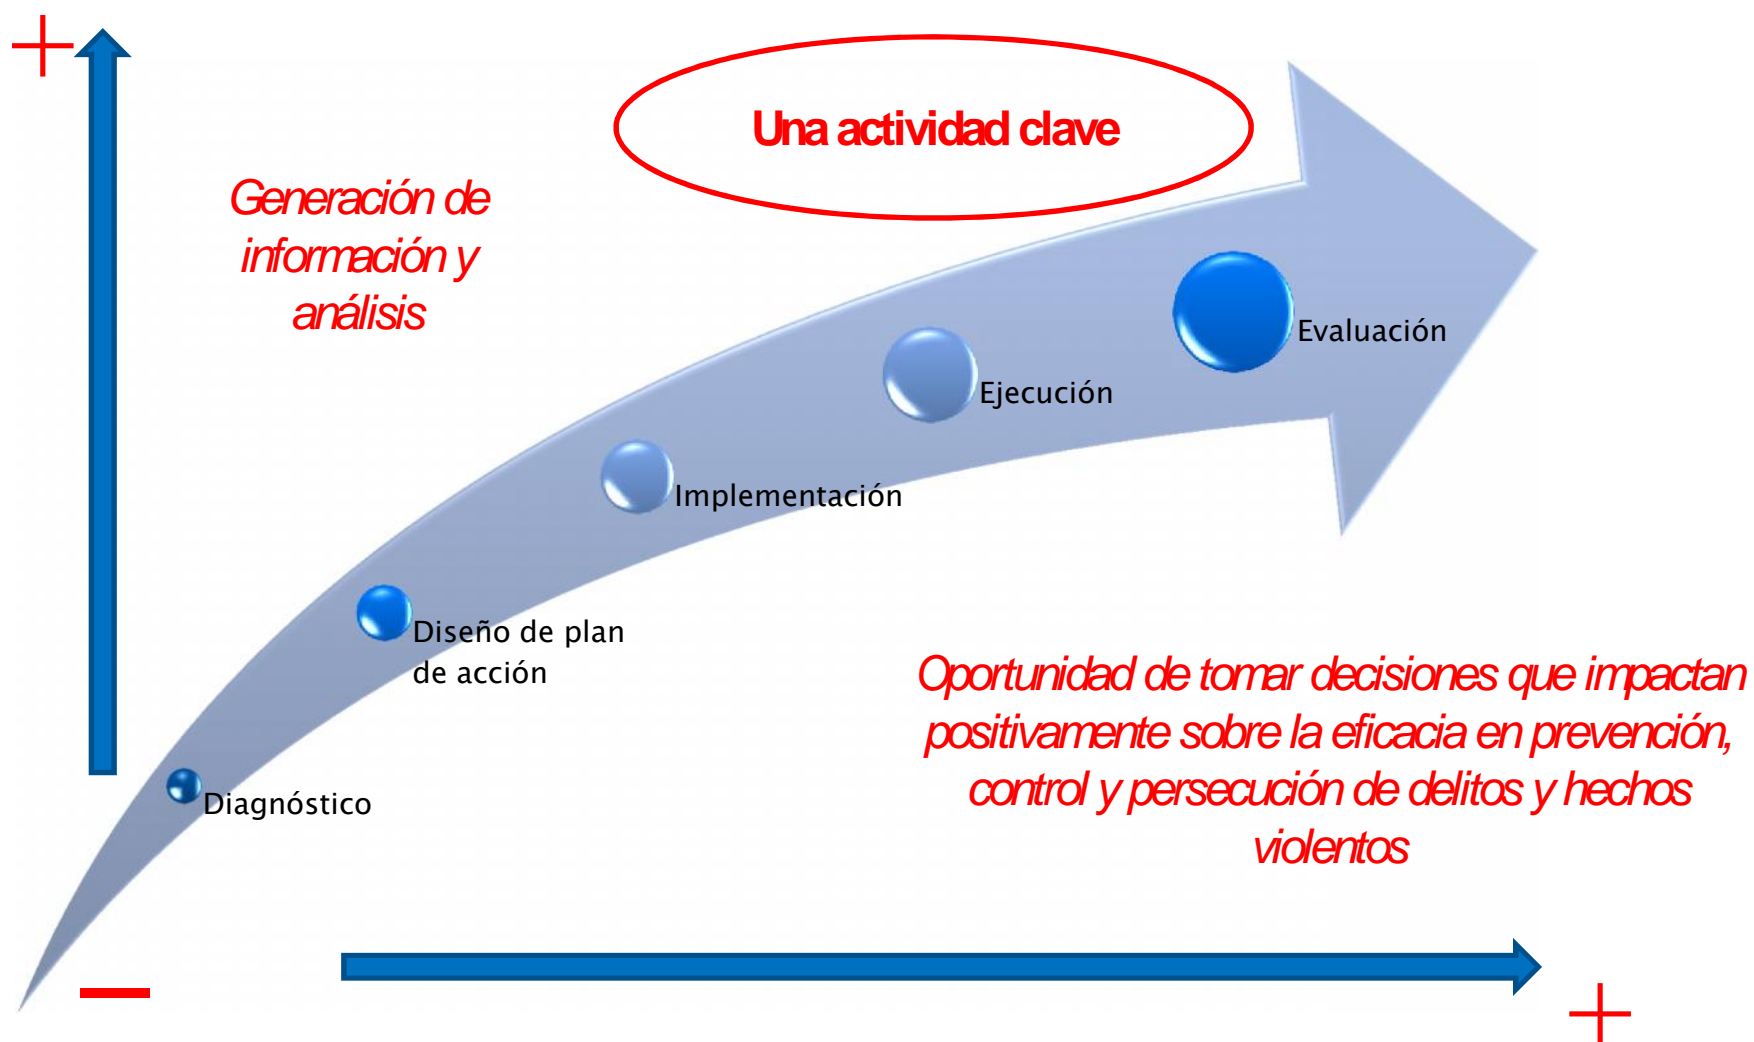 Una actividad clave
Generación de
información y
análisis
Evaluación
Ejecución
Implementación
Diseño de plan
de acción
Diagnóstico
Oportunidad de tomar decisiones que impactan
positivamente sobre la eficacia en prevención,
control y persecución de delitos y hechos
violentos